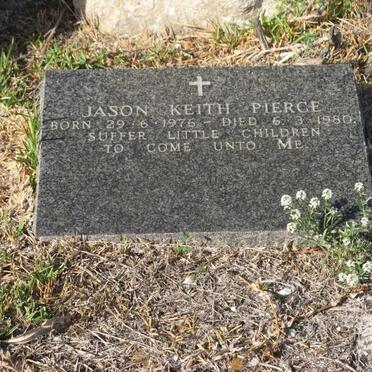 JASON KEITH PIERCE
BORN 29.6.1976 - DIED 6.3.1980.
SUFFER LITTLE CHILDREN
TO COME UNTO ME.